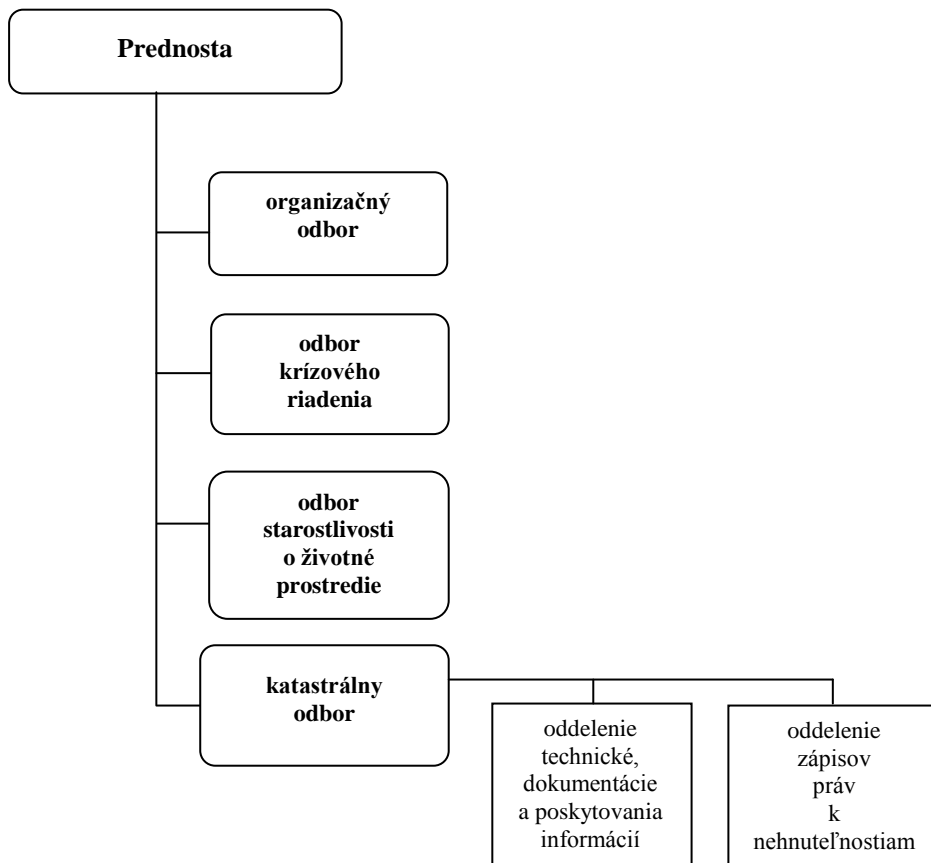 Prednosta
organizačný
odbor
odbor
krízového
riadenia
odbor
starostlivosti
o životné
prostredie
katastrálny
odbor
oddelenie
technické,
dokumentácie
a poskytovania
informácií
oddelenie
zápisov
práv
k
nehnuteľnostiam